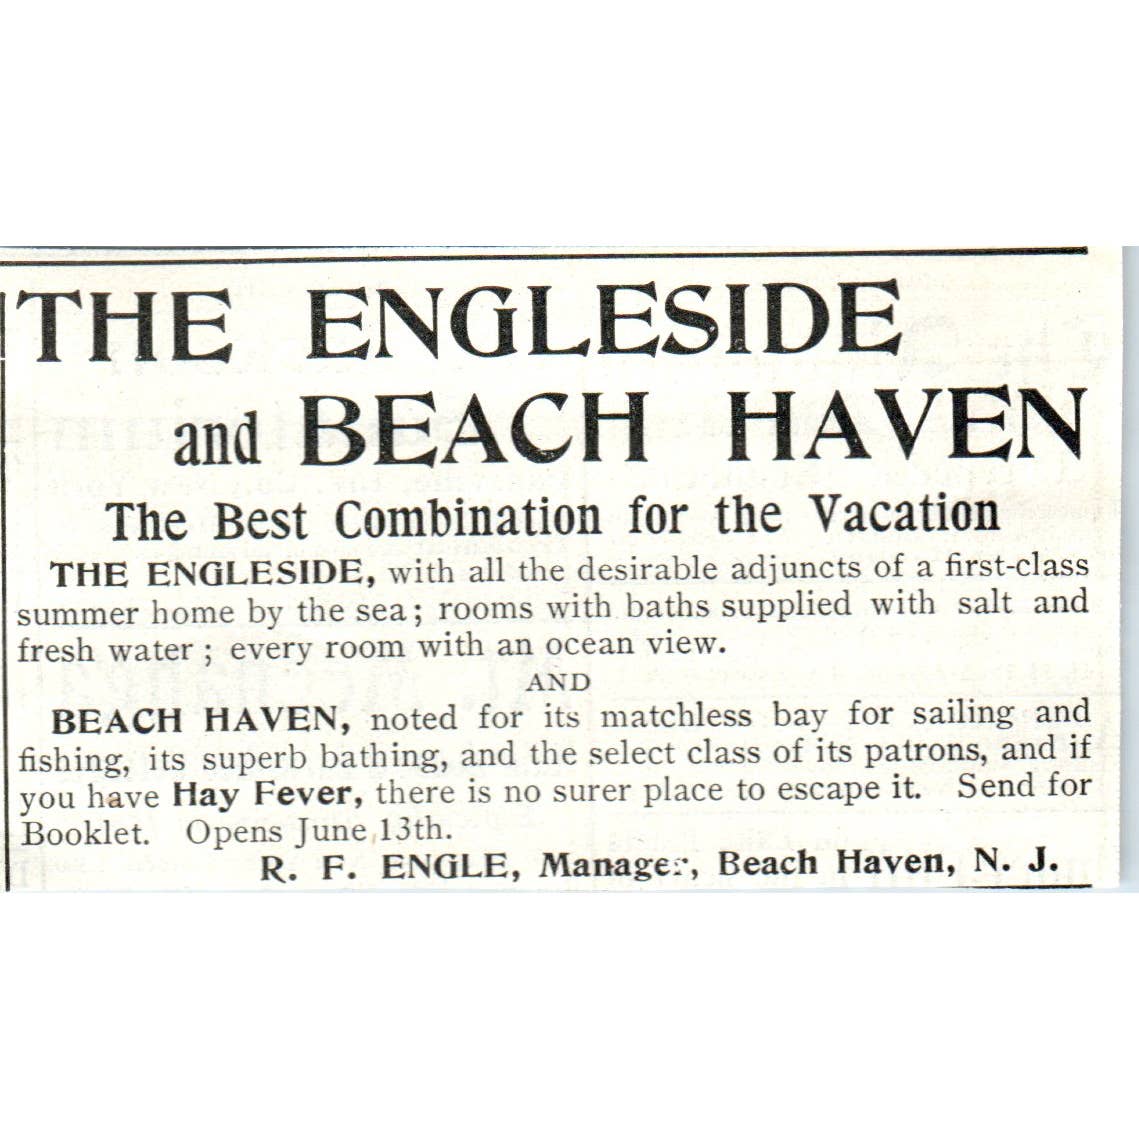 THE ENGLESIDE
and BEACH HAVEN
The Best Combination for the Vacation
THE ENGLESIDE, with all the desirable adjuncts of a first-class
summer home by the sea; rooms with baths supplied with salt and
fresh water; every room with an ocean view.
AND
BEACH HAVEN, noted for its matchless bay for sailing and
fishing, its superb bathing, and the select class of its patrons, and if
you have Hay Fever, there is no surer place to escape it. Send for
Booklet. Opens June 13th.
R. F. ENGLE, Manager, Beach Haven, N. J.